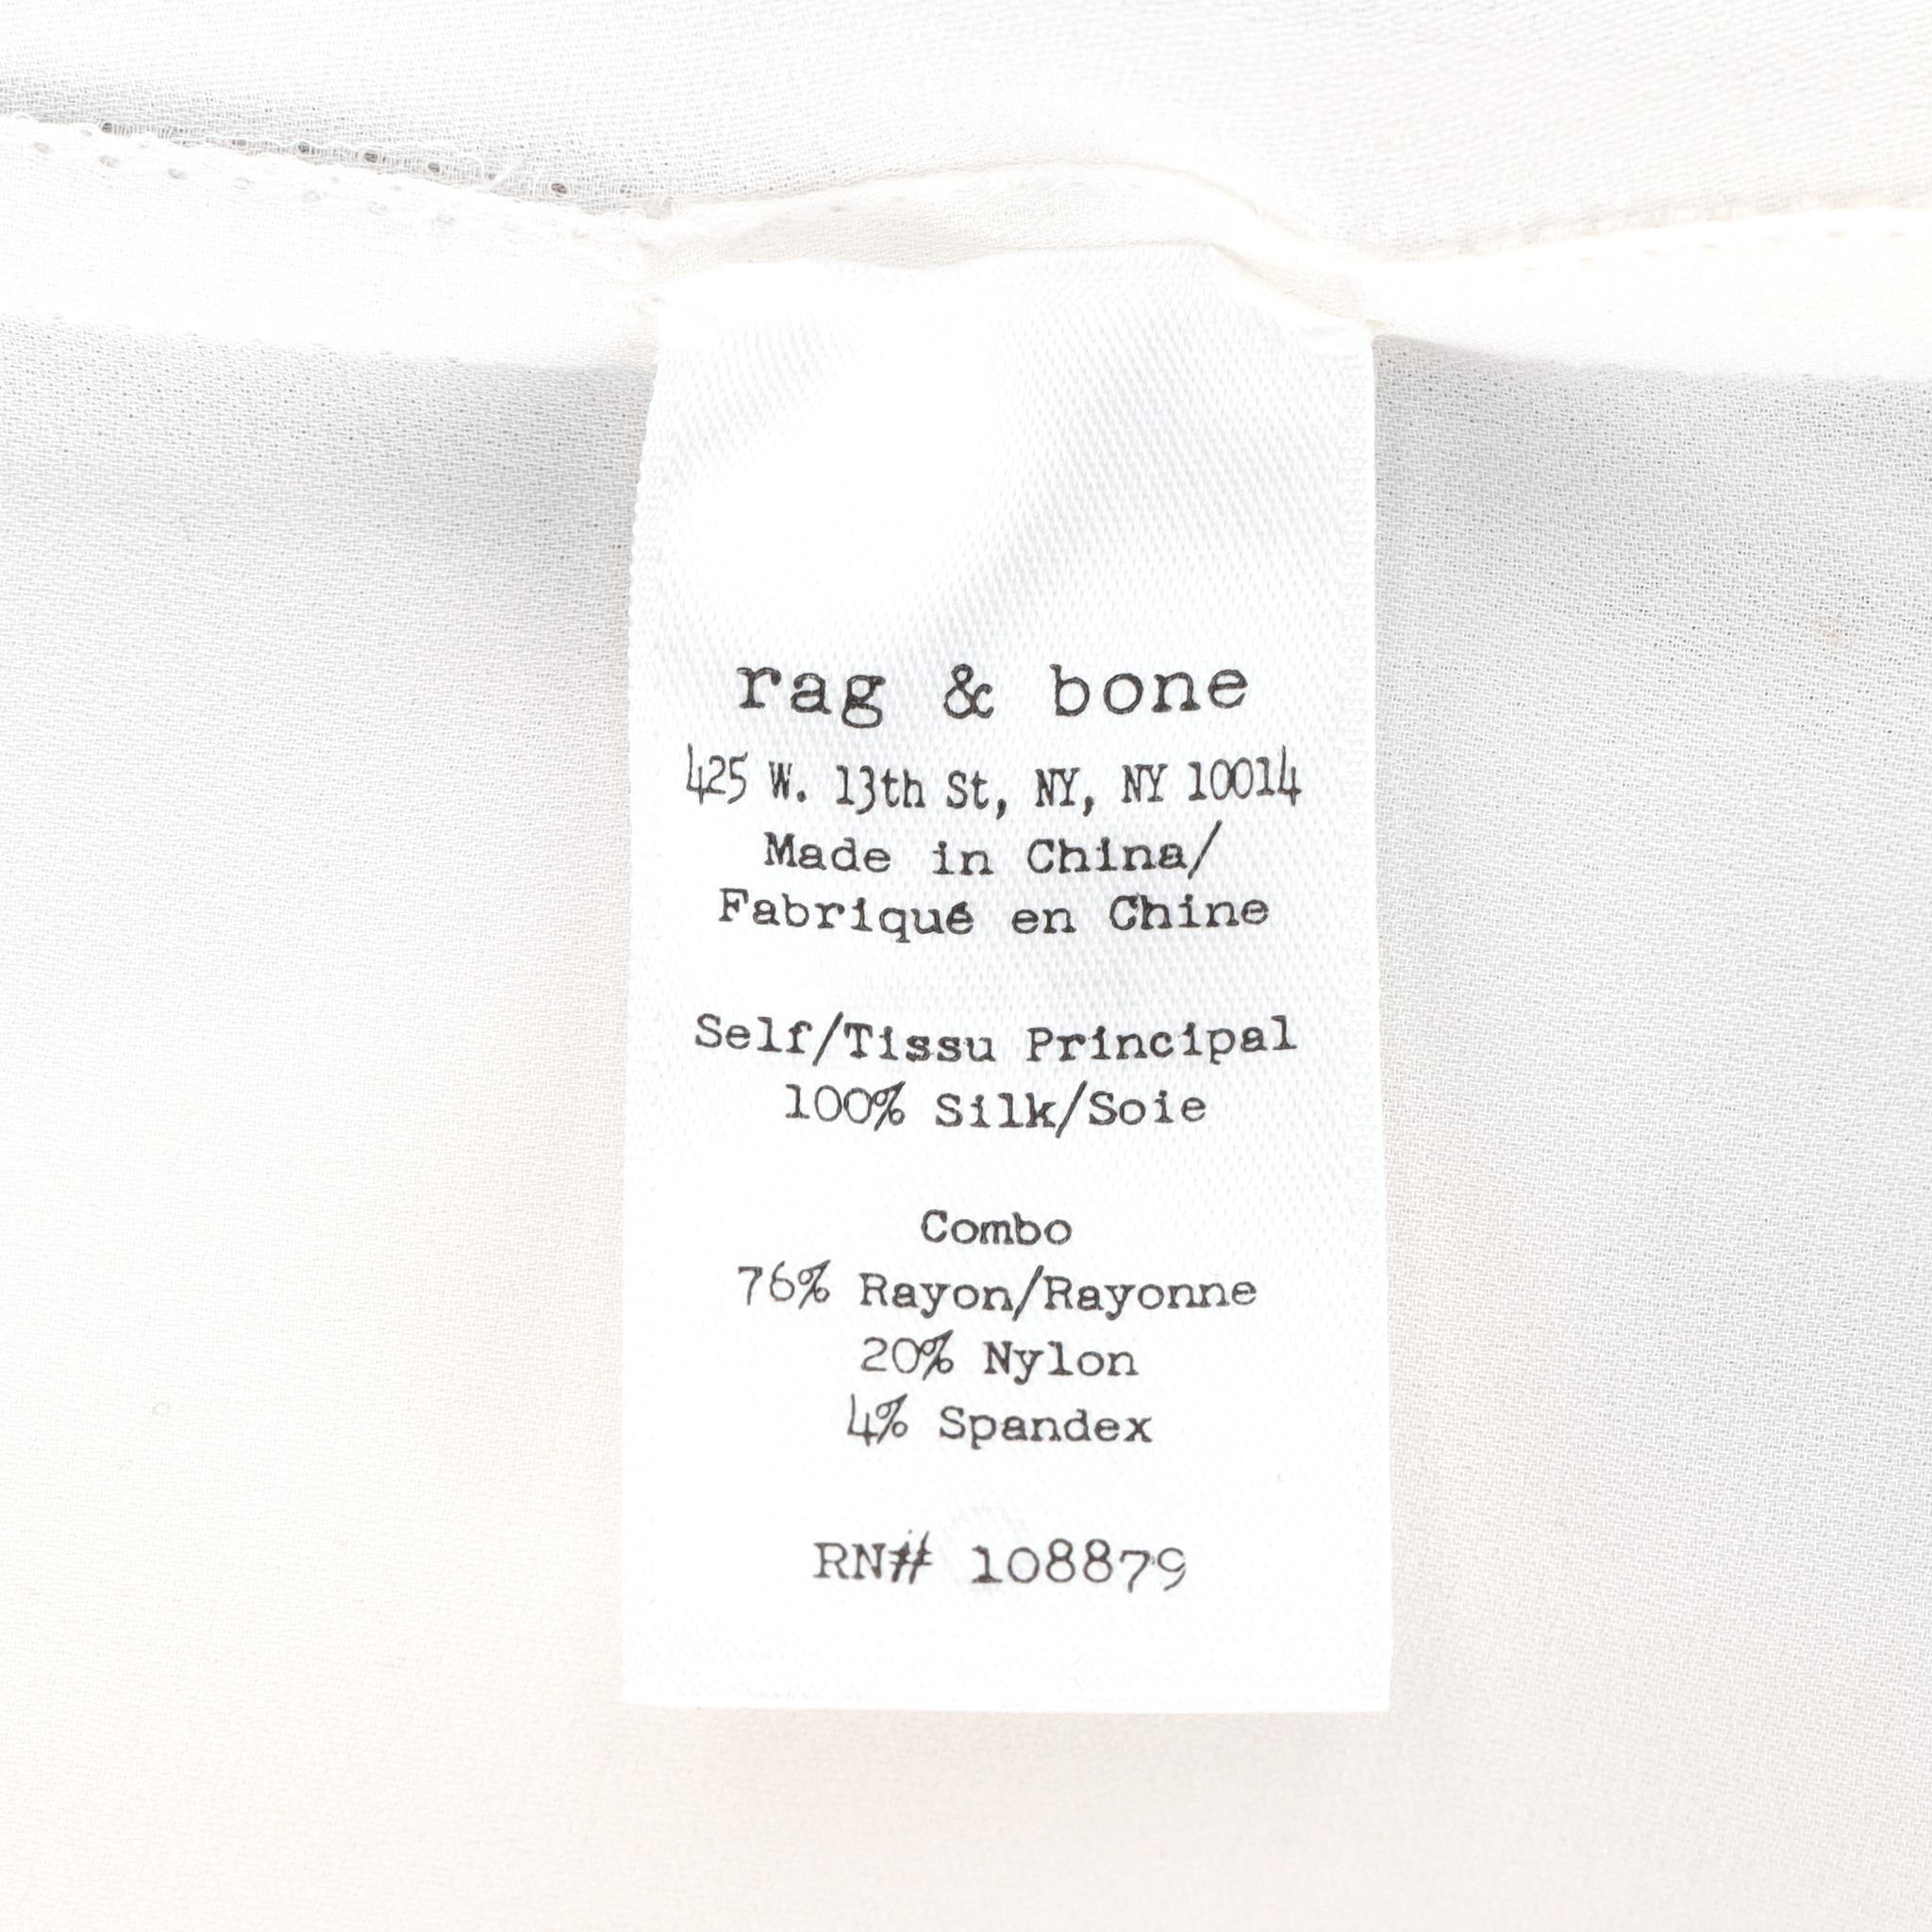 rag & bone
425 W. 13th St, NY, NY 10014
Made in China/
Fabriqué en Chine
Self/Tissu Principal
100% Silk/Soie
Combo
76% Rayon/Rayonne
20% Nylon
4% Spandex
RN# 108879